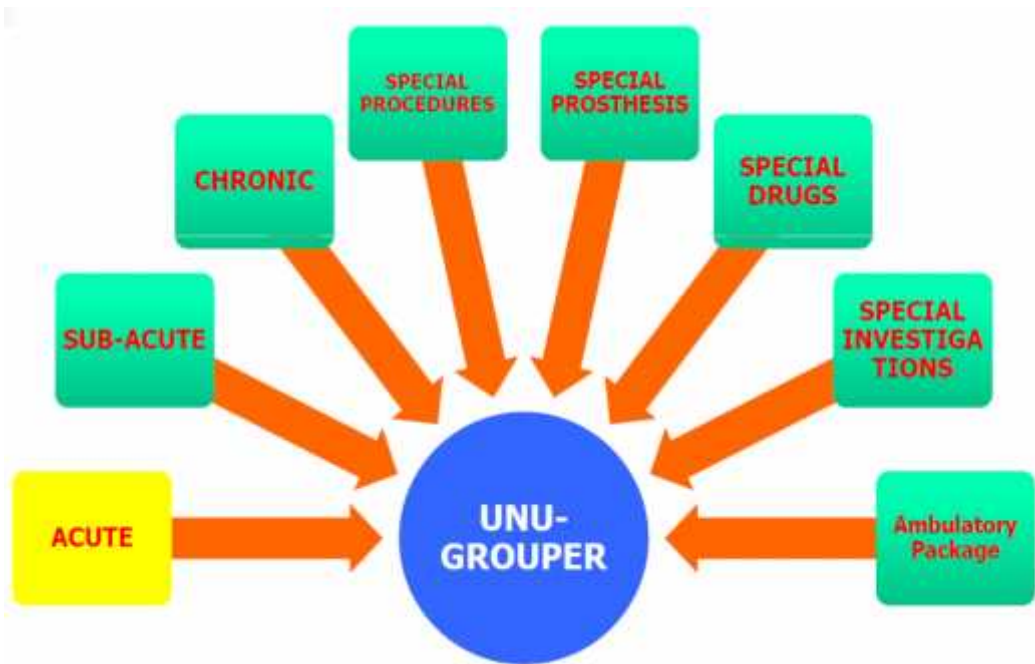 SPECIAL
PROCEDURES
SPECIAL
PROSTHESIS
CHRONIC
SPECIAL
DRUGS
SUB-ACUTE
SPECIAL
INVESTIGA
TIONS
ACUTE
UNU-
GROUPER
Ambulatory
Package